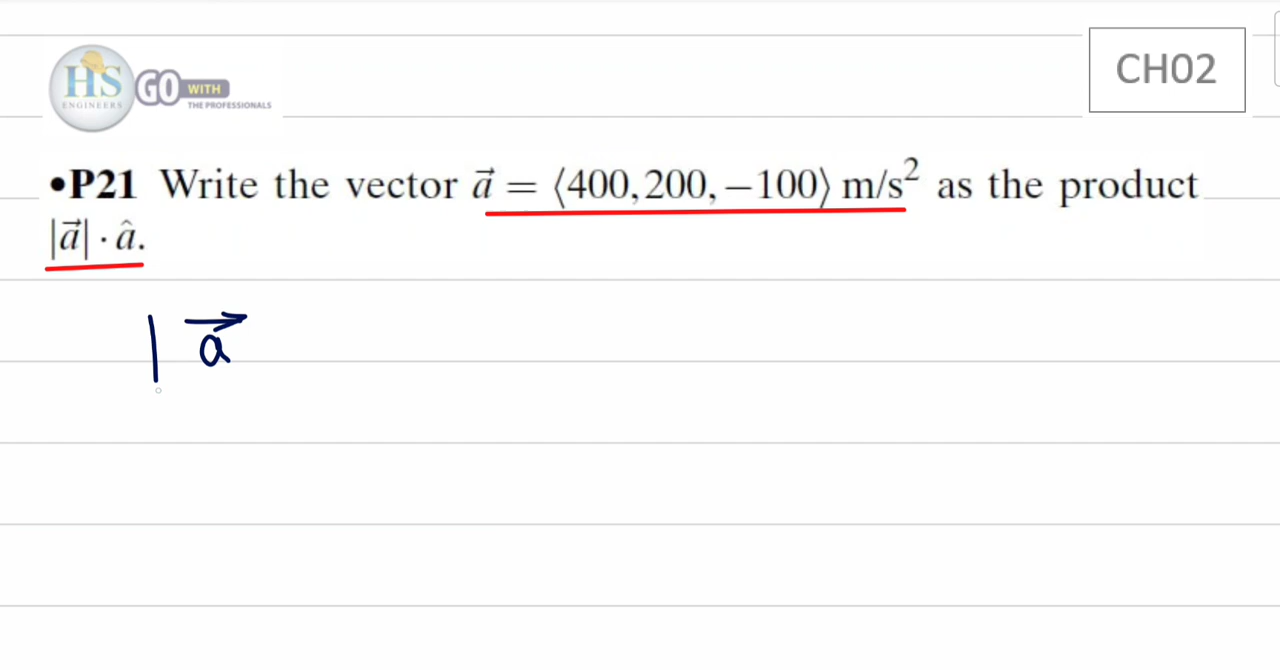 HS
ENGINEERS
GO WITH
THE PROFESSIONALS
CH02
•P21 Write the vector a⃗ = ⟨400, 200, −100⟩ m/s² as the product
|a⃗| · â.
| a⃗